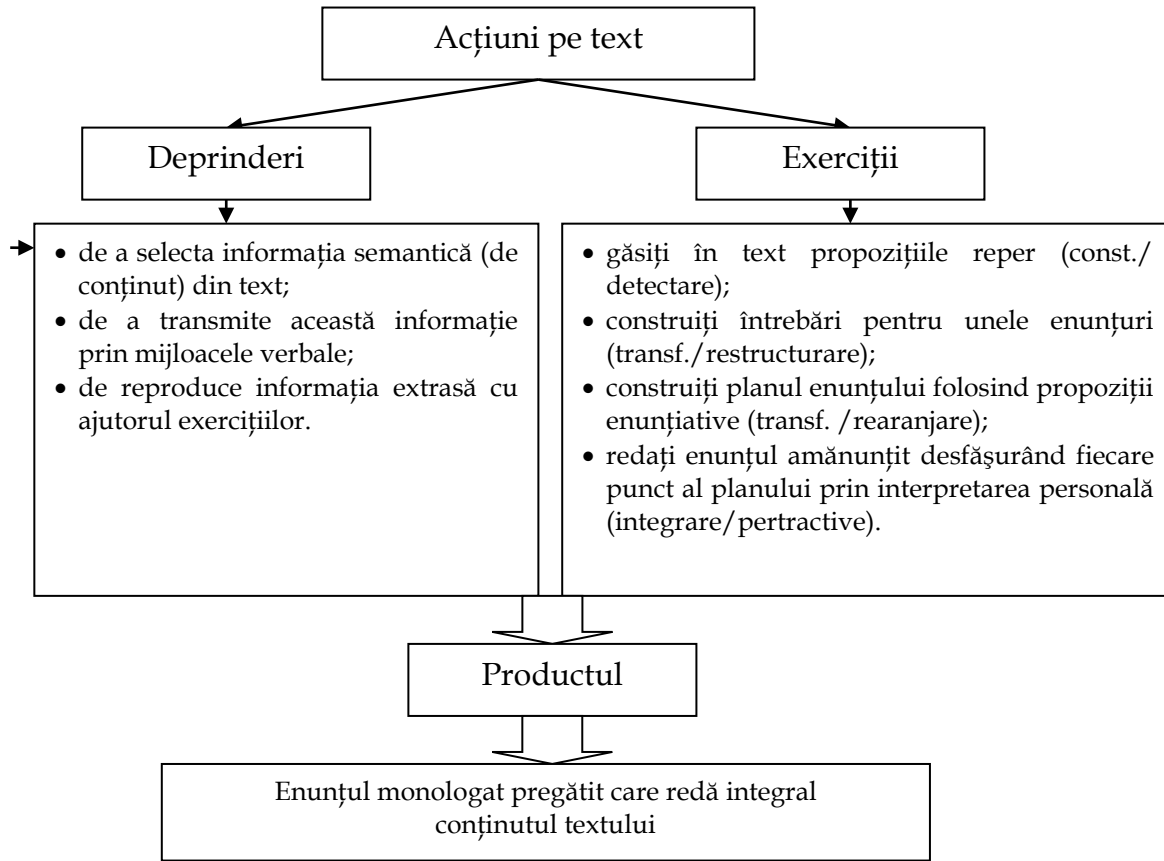 Acțiuni pe text
Deprinderi
Exerciții
• de a selecta informația semantică (de
conținut) din text;
• de a transmite această informație
prin mijloacele verbale;
• de reproduce informația extrasă cu
ajutorul exercițiilor.
• găsiți în text propozițiile reper (const./
detectare);
• construiți întrebări pentru unele enunțuri
(transf./restructurare);
• construiți planul enunțului folosind propoziții
enunțiative (transf. /rearanjare);
• redați enunțul amănunțit desfăşurând fiecare
punct al planului prin interpretarea personală
(integrare/pertractive).
Productul
Enunțul monologat pregătit care redă integral
conținutul textului